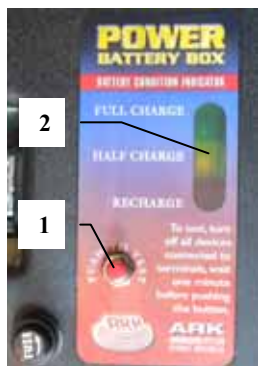 POWER
BATTERY BOX
BATTERY CONDITION INDICATOR
FULL CHARGE
2
HALF CHARGE
RECHARGE
1
To test, turn
off all devices
connected to
terminals, wait
one minute
before pushing
the button.
ARK
FUSE